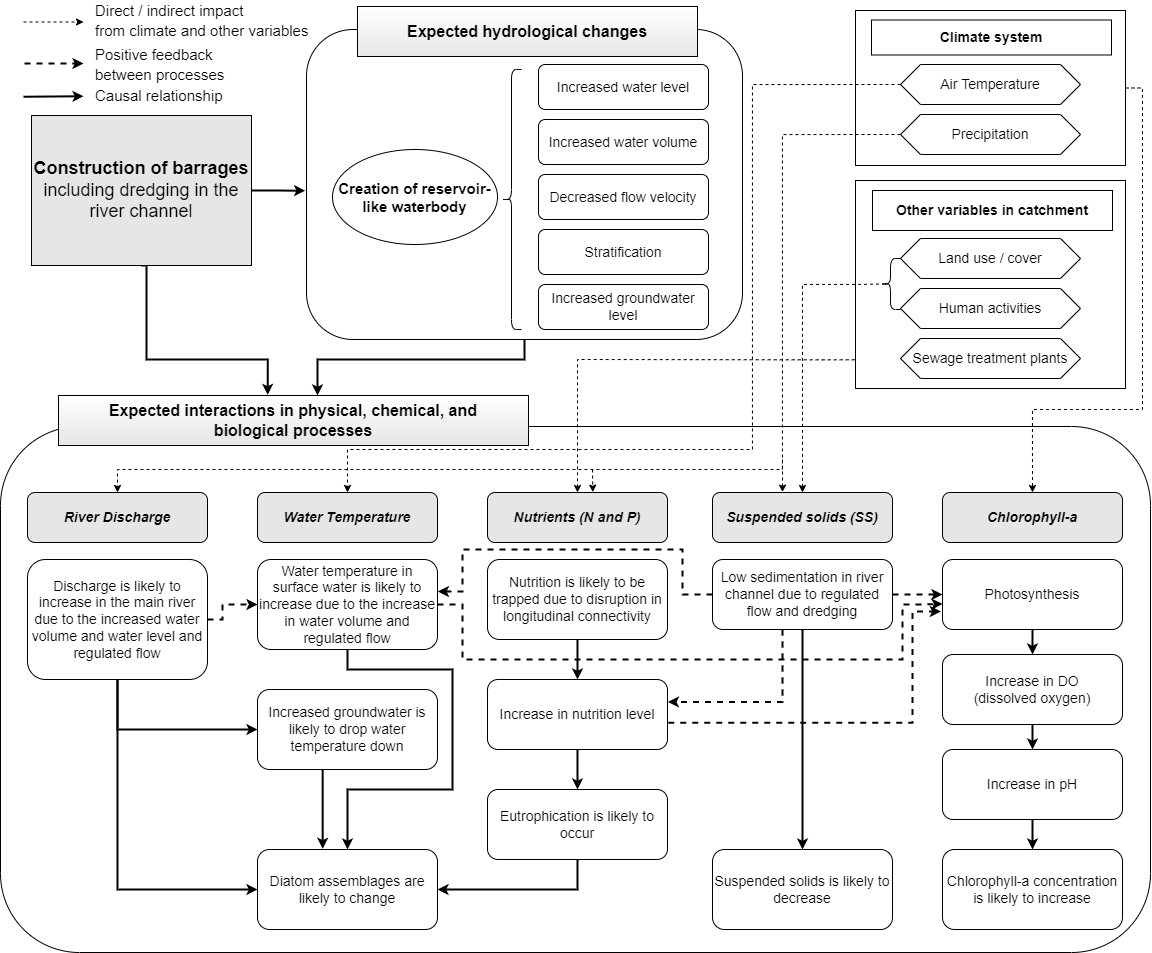 Direct / indirect impact
from climate and other variables
Positive feedback
between processes
Causal relationship
Construction of barrages
including dredging in the
river channel
Expected hydrological changes
Creation of reservoir-
like waterbody
Increased water level
Increased water volume
Decreased flow velocity
Stratification
Increased groundwater
level
Climate system
Air Temperature
Precipitation
Other variables in catchment
Land use / cover
Human activities
Sewage treatment plants
Expected interactions in physical, chemical, and
biological processes
River Discharge
Discharge is likely to
increase in the main river
due to the increased water
volume and water level and
regulated flow
Water Temperature
Water temperature in
surface water is likely to
increase due to the increase
in water volume and
regulated flow
Increased groundwater is
likely to drop water
temperature down
Diatom assemblages are
likely to change
Nutrients (N and P)
Nutrition is likely to be
trapped due to disruption in
longitudinal connectivity
Increase in nutrition level
Eutrophication is likely to
occur
Suspended solids (SS)
Low sedimentation in river
channel due to regulated
flow and dredging
Suspended solids is likely to
decrease
Chlorophyll-a
Photosynthesis
Increase in DO
(dissolved oxygen)
Increase in pH
Chlorophyll-a concentration
is likely to increase